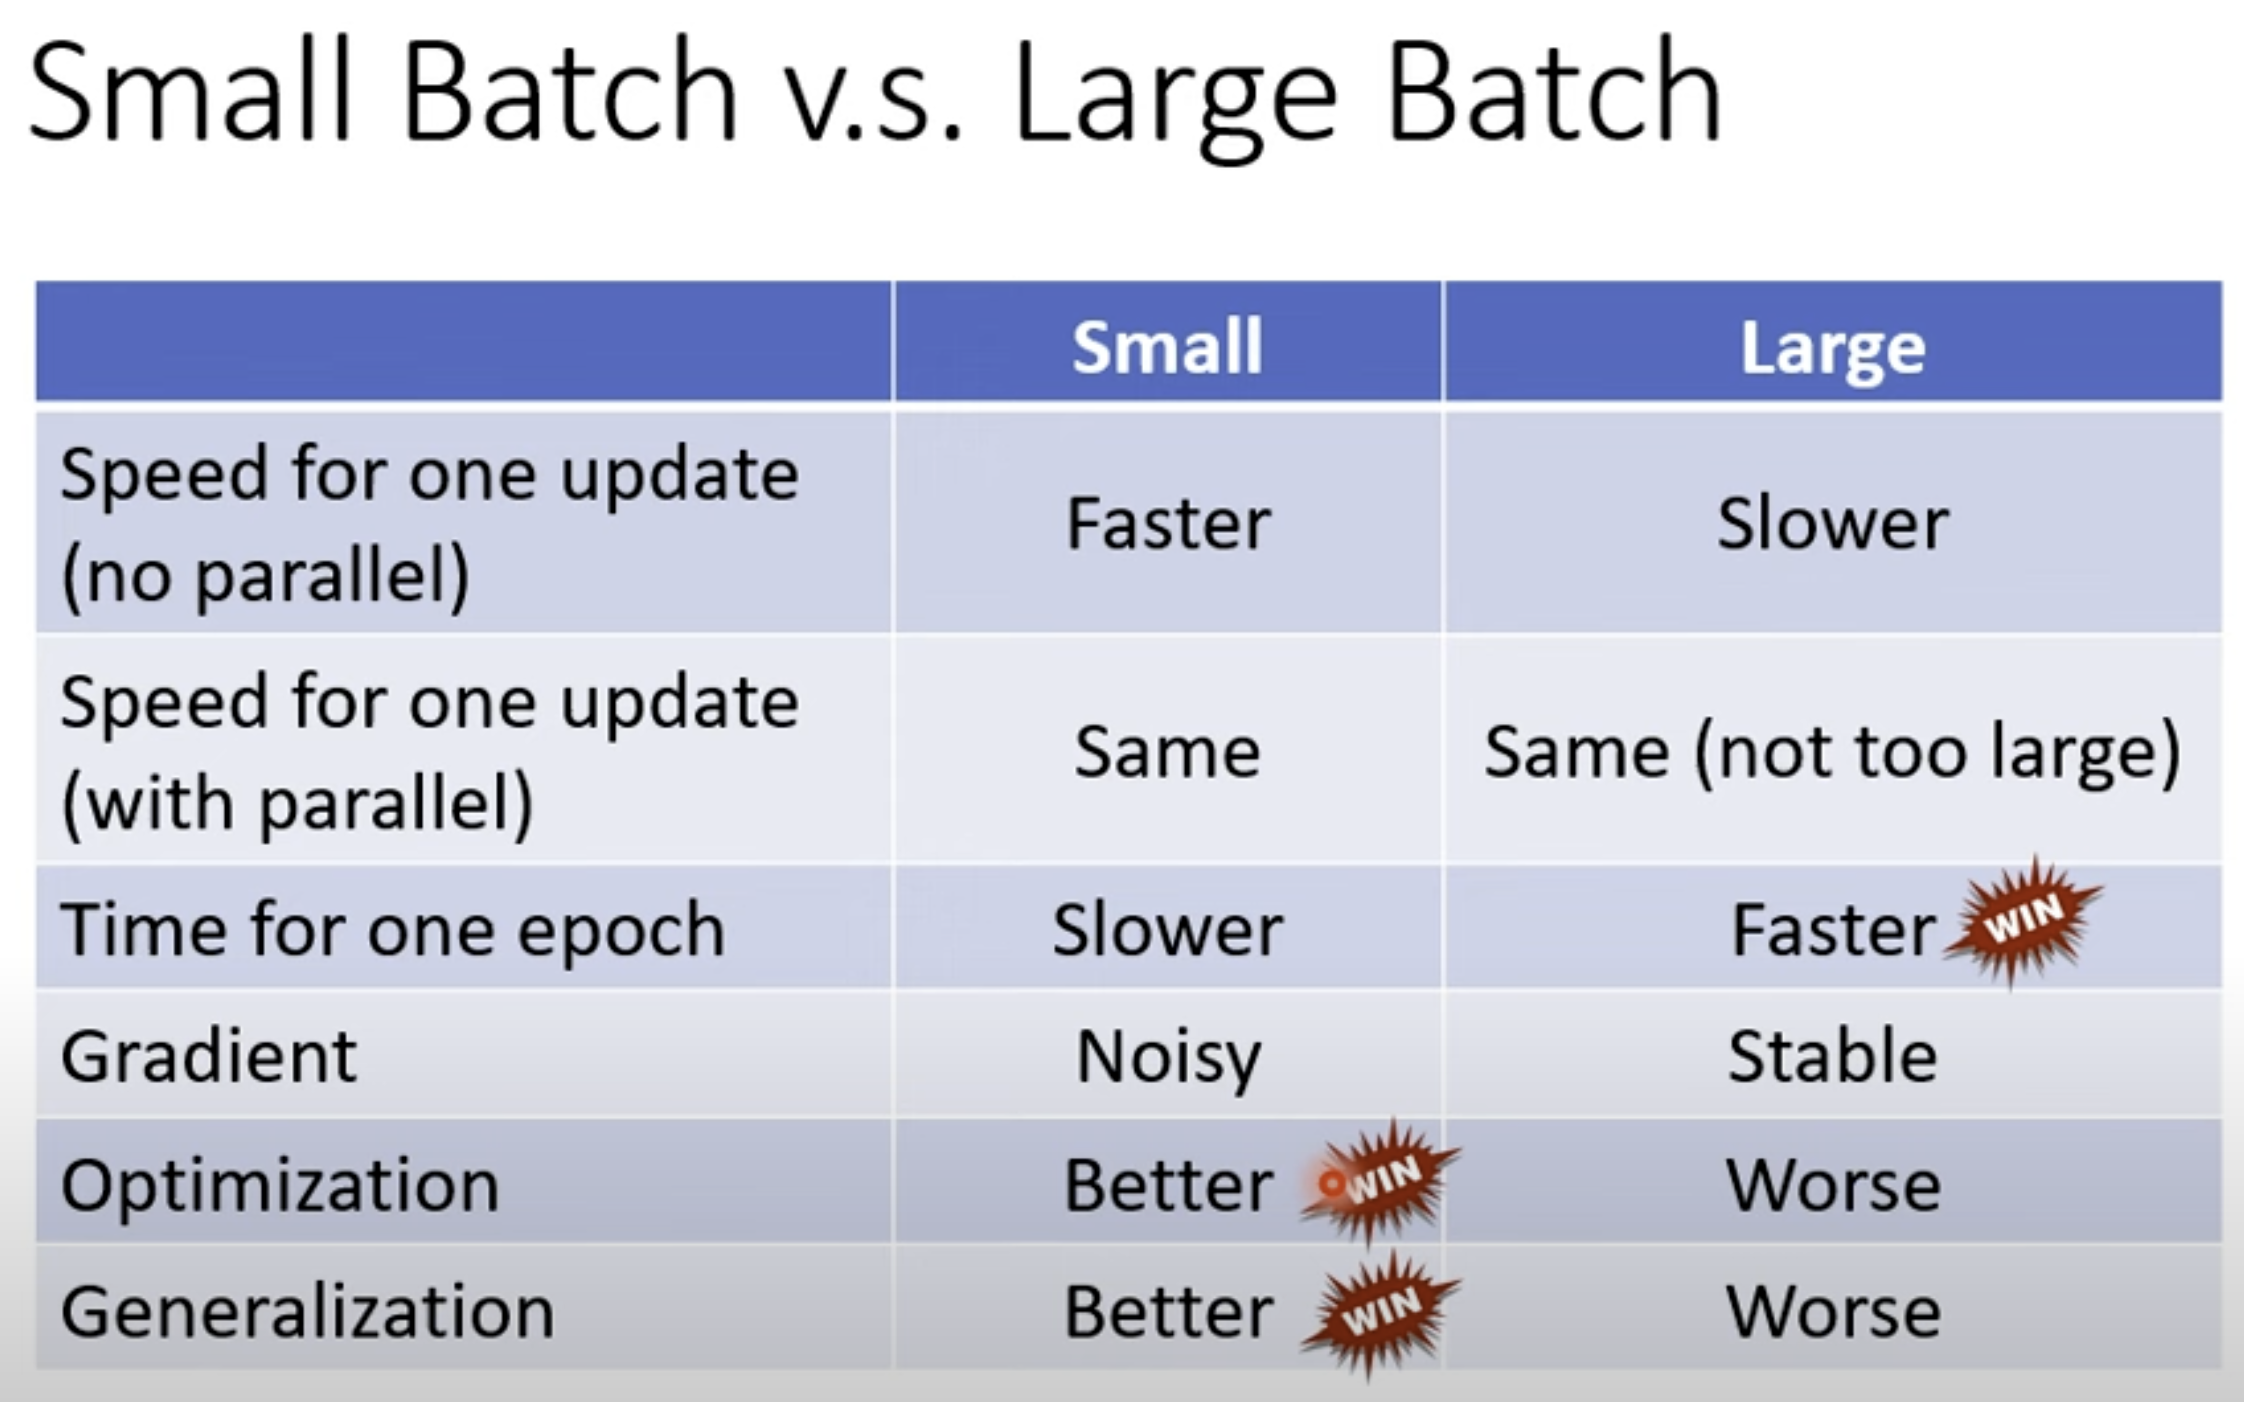 Small Batch v.s. Large Batch
Small Large
Speed for one update
(no parallel)
Faster Slower
Speed for one update
(with parallel)
Same Same (not too large)
Time for one epoch Slower Faster WIN
Gradient Noisy Stable
Optimization Better WIN Worse
Generalization Better WIN Worse